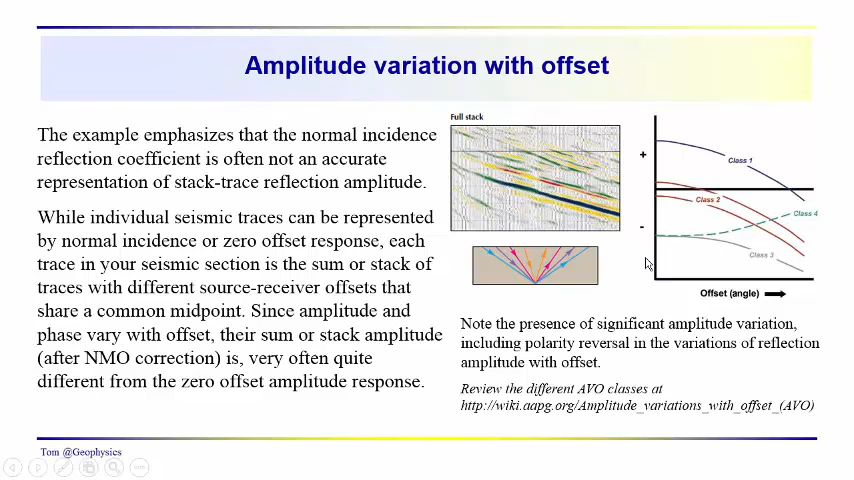 Amplitude variation with offset
The example emphasizes that the normal incidence
reflection coefficient is often not an accurate
representation of stack-trace reflection amplitude.
While individual seismic traces can be represented
by normal incidence or zero offset response, each
trace in your seismic section is the sum or stack of
traces with different source-receiver offsets that
share a common midpoint. Since amplitude and
phase vary with offset, their sum or stack amplitude
(after NMO correction) is, very often quite
different from the zero offset amplitude response.
Full stack
+
-
Class 1
Class 2
Class 4
Class 3
Offset (angle)
Note the presence of significant amplitude variation,
including polarity reversal in the variations of reflection
amplitude with offset.
Review the different AVO classes at
http://wiki.aapg.org/Amplitude_variations_with_offset_(AVO)
Tom @Geophysics